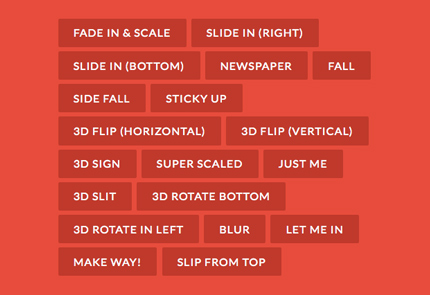 FADE IN & SCALE SLIDE IN (RIGHT)
SLIDE IN (BOTTOM) NEWSPAPER FALL
SIDE FALL STICKY UP
3D FLIP (HORIZONTAL) 3D FLIP (VERTICAL)
3D SIGN SUPER SCALED JUST ME
3D SLIT 3D ROTATE BOTTOM
3D ROTATE IN LEFT BLUR LET ME IN
MAKE WAY! SLIP FROM TOP